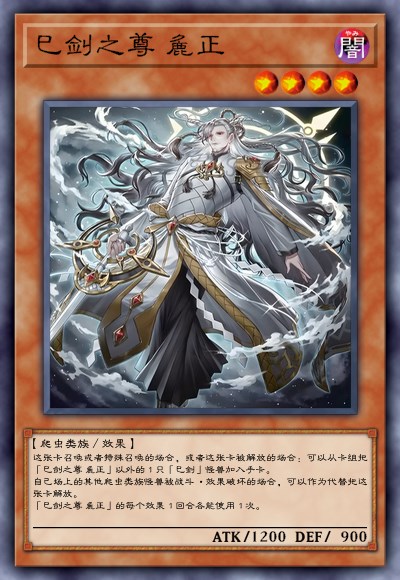 巳剑之尊 麁正
やみ
闇
【爬虫类族／效果】
这张卡召唤或者特殊召唤的场合，或者这张卡被解放的场合：可以从卡组把
「巳剑之尊 麁正」以外的1只「巳剑」怪兽加入手卡。
自己场上的其他爬虫类族怪兽被战斗・效果破坏的场合，可以作为代替把这
张卡解放。
「巳剑之尊 麁正」的每个效果1回合各能使用1次。
ATK/1200 DEF/ 900